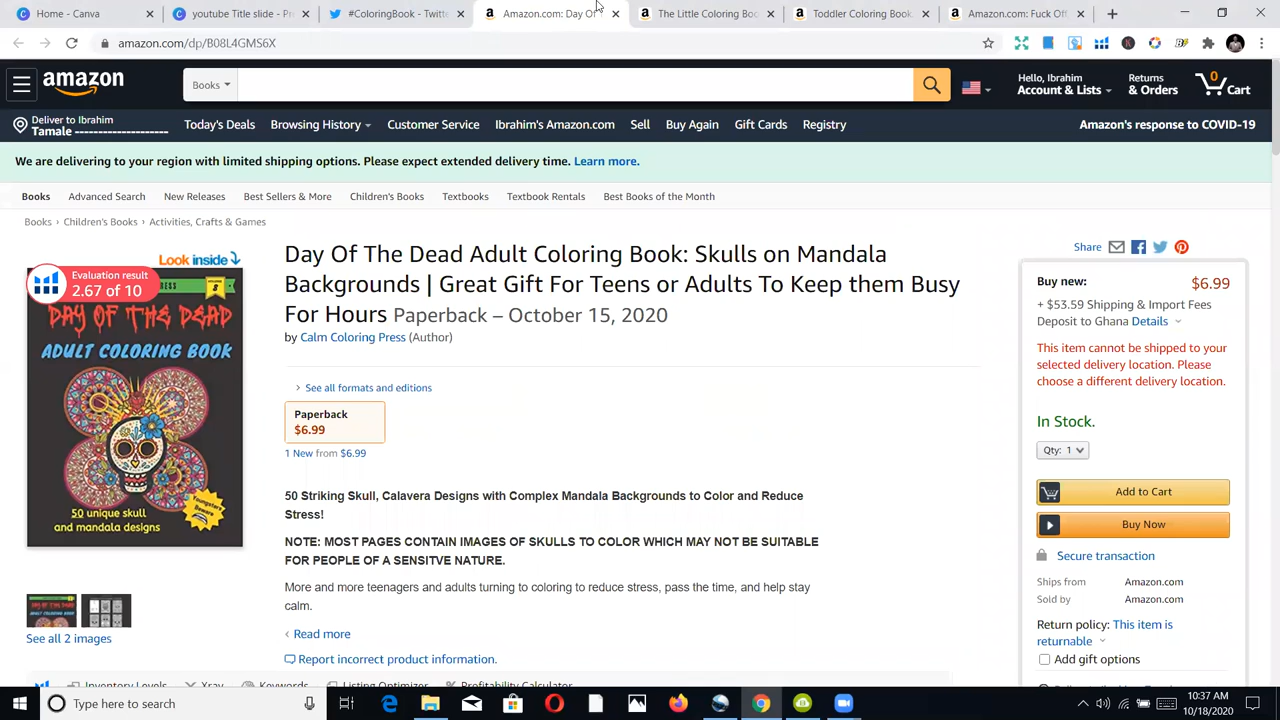 Home - Canva
youtube Title slide - Pr
#ColoringBook - Twitte
Amazon.com: Day Of
The Little Coloring Boo
Toddler Coloring Book
Amazon.com: Fuck Off,
amazon.com/dp/B08L4GMS6X
amazon
Books
Hello, Ibrahim
Account & Lists
Returns
& Orders
0
Cart
Deliver to Ibrahim
Tamale
Today's Deals
Browsing History
Customer Service
Ibrahim's Amazon.com
Sell
Buy Again
Gift Cards
Registry
Amazon's response to COVID-19
We are delivering to your region with limited shipping options. Please expect extended delivery time. Learn more.
Books
Advanced Search
New Releases
Best Sellers & More
Children's Books
Textbooks
Textbook Rentals
Best Books of the Month
Books › Children's Books › Activities, Crafts & Games
Look inside
Evaluation result
2.67 of 10
DAY OF THE DEAD
ADULT COLORING BOOK
50 unique skull
and mandala designs
See all 2 images
Day Of The Dead Adult Coloring Book: Skulls on Mandala
Backgrounds | Great Gift For Teens or Adults To Keep them Busy
For Hours Paperback – October 15, 2020
by Calm Coloring Press (Author)
See all formats and editions
Paperback
$6.99
1 New from $6.99
50 Striking Skull, Calavera Designs with Complex Mandala Backgrounds to Color and Reduce
Stress!
NOTE: MOST PAGES CONTAIN IMAGES OF SKULLS TO COLOR WHICH MAY NOT BE SUITABLE
FOR PEOPLE OF A SENSITVE NATURE.
More and more teenagers and adults turning to coloring to reduce stress, pass the time, and help stay
calm.
Read more
Report incorrect product information.
Inventory Levels
Xray
Keywords
Listing Optimizer
Profitability Calculator
Share
Buy new: $6.99
+ $53.59 Shipping & Import Fees
Deposit to Ghana Details
This item cannot be shipped to your
selected delivery location. Please
choose a different delivery location.
In Stock.
Qty: 1
Add to Cart
Buy Now
Secure transaction
Ships from Amazon.com
Sold by Amazon.com
Return policy: This item is
returnable
Add gift options
Type here to search
10:37 AM
10/18/2020